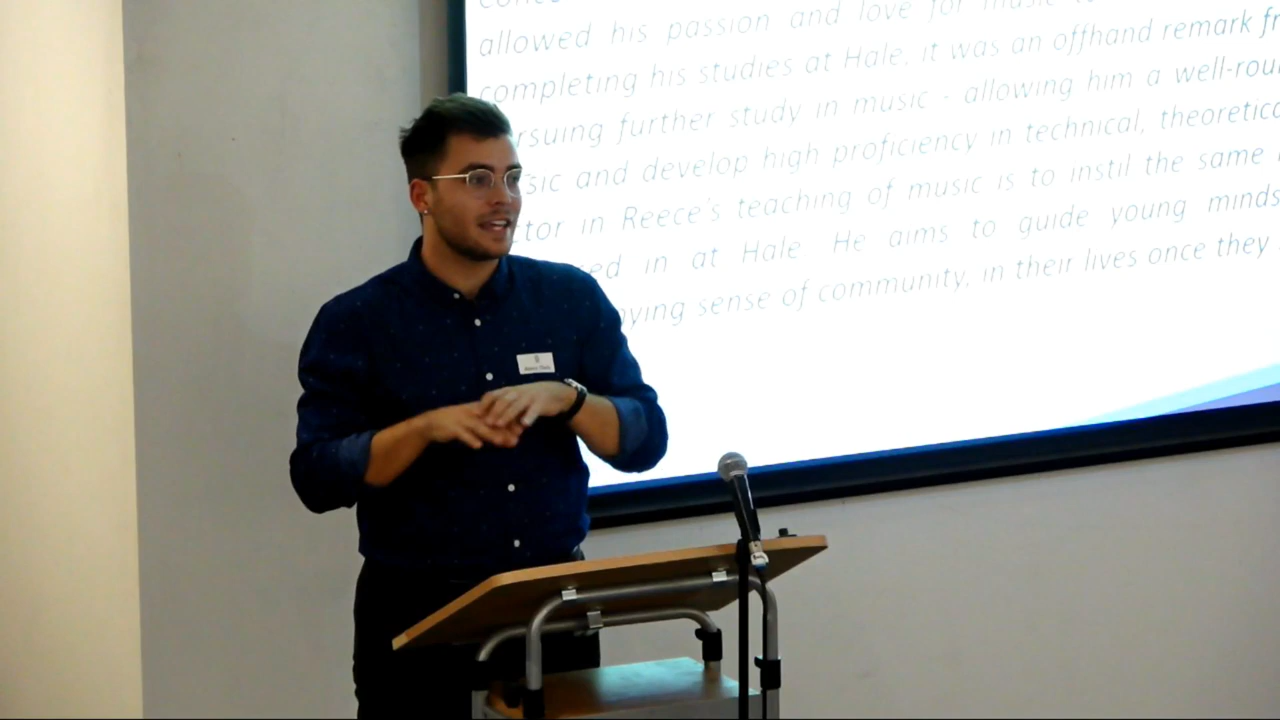 allowed his passion and love for music
completing his studies at Hale, it was an offhand remark
rsuing further study in music - allowing him a well-rou
sic and develop high proficiency in technical, theoretica
tor in Reece's teaching of music is to instil the same
ed in at Hale He aims to guide young minds
ying sense of community, in their lives once they